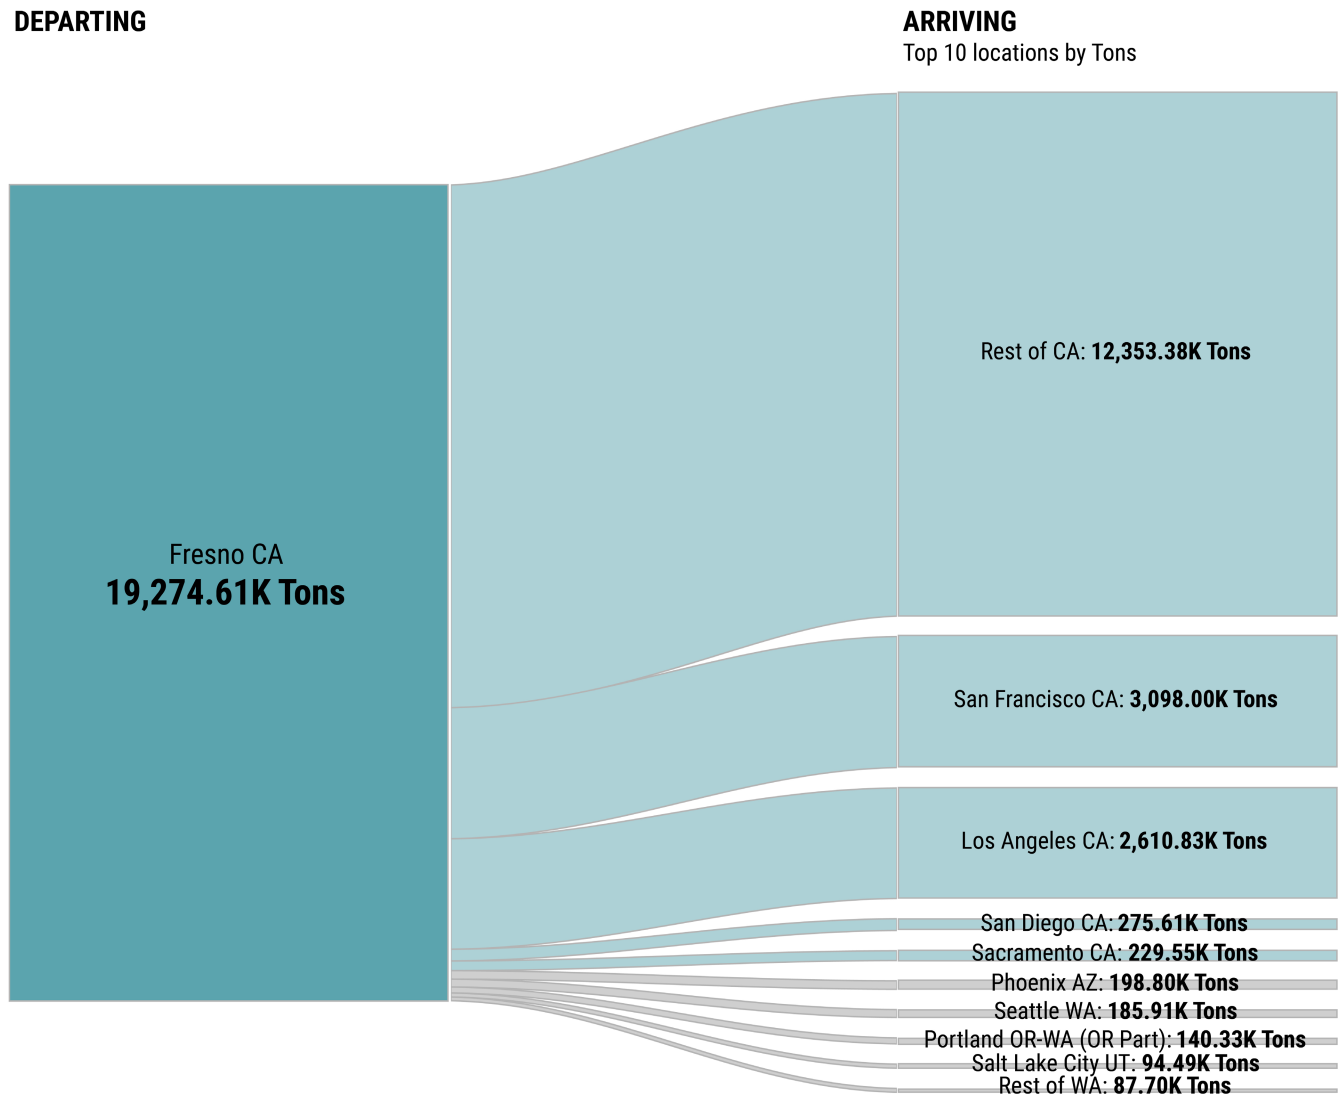 DEPARTING
ARRIVING
Top 10 locations by Tons
Fresno CA
19,274.61K Tons
Rest of CA: 12,353.38K Tons
San Francisco CA: 3,098.00K Tons
Los Angeles CA: 2,610.83K Tons
San Diego CA: 275.61K Tons
Sacramento CA: 229.55K Tons
Phoenix AZ: 198.80K Tons
Seattle WA: 185.91K Tons
Portland OR-WA (OR Part): 140.33K Tons
Salt Lake City UT: 94.49K Tons
Rest of WA: 87.70K Tons